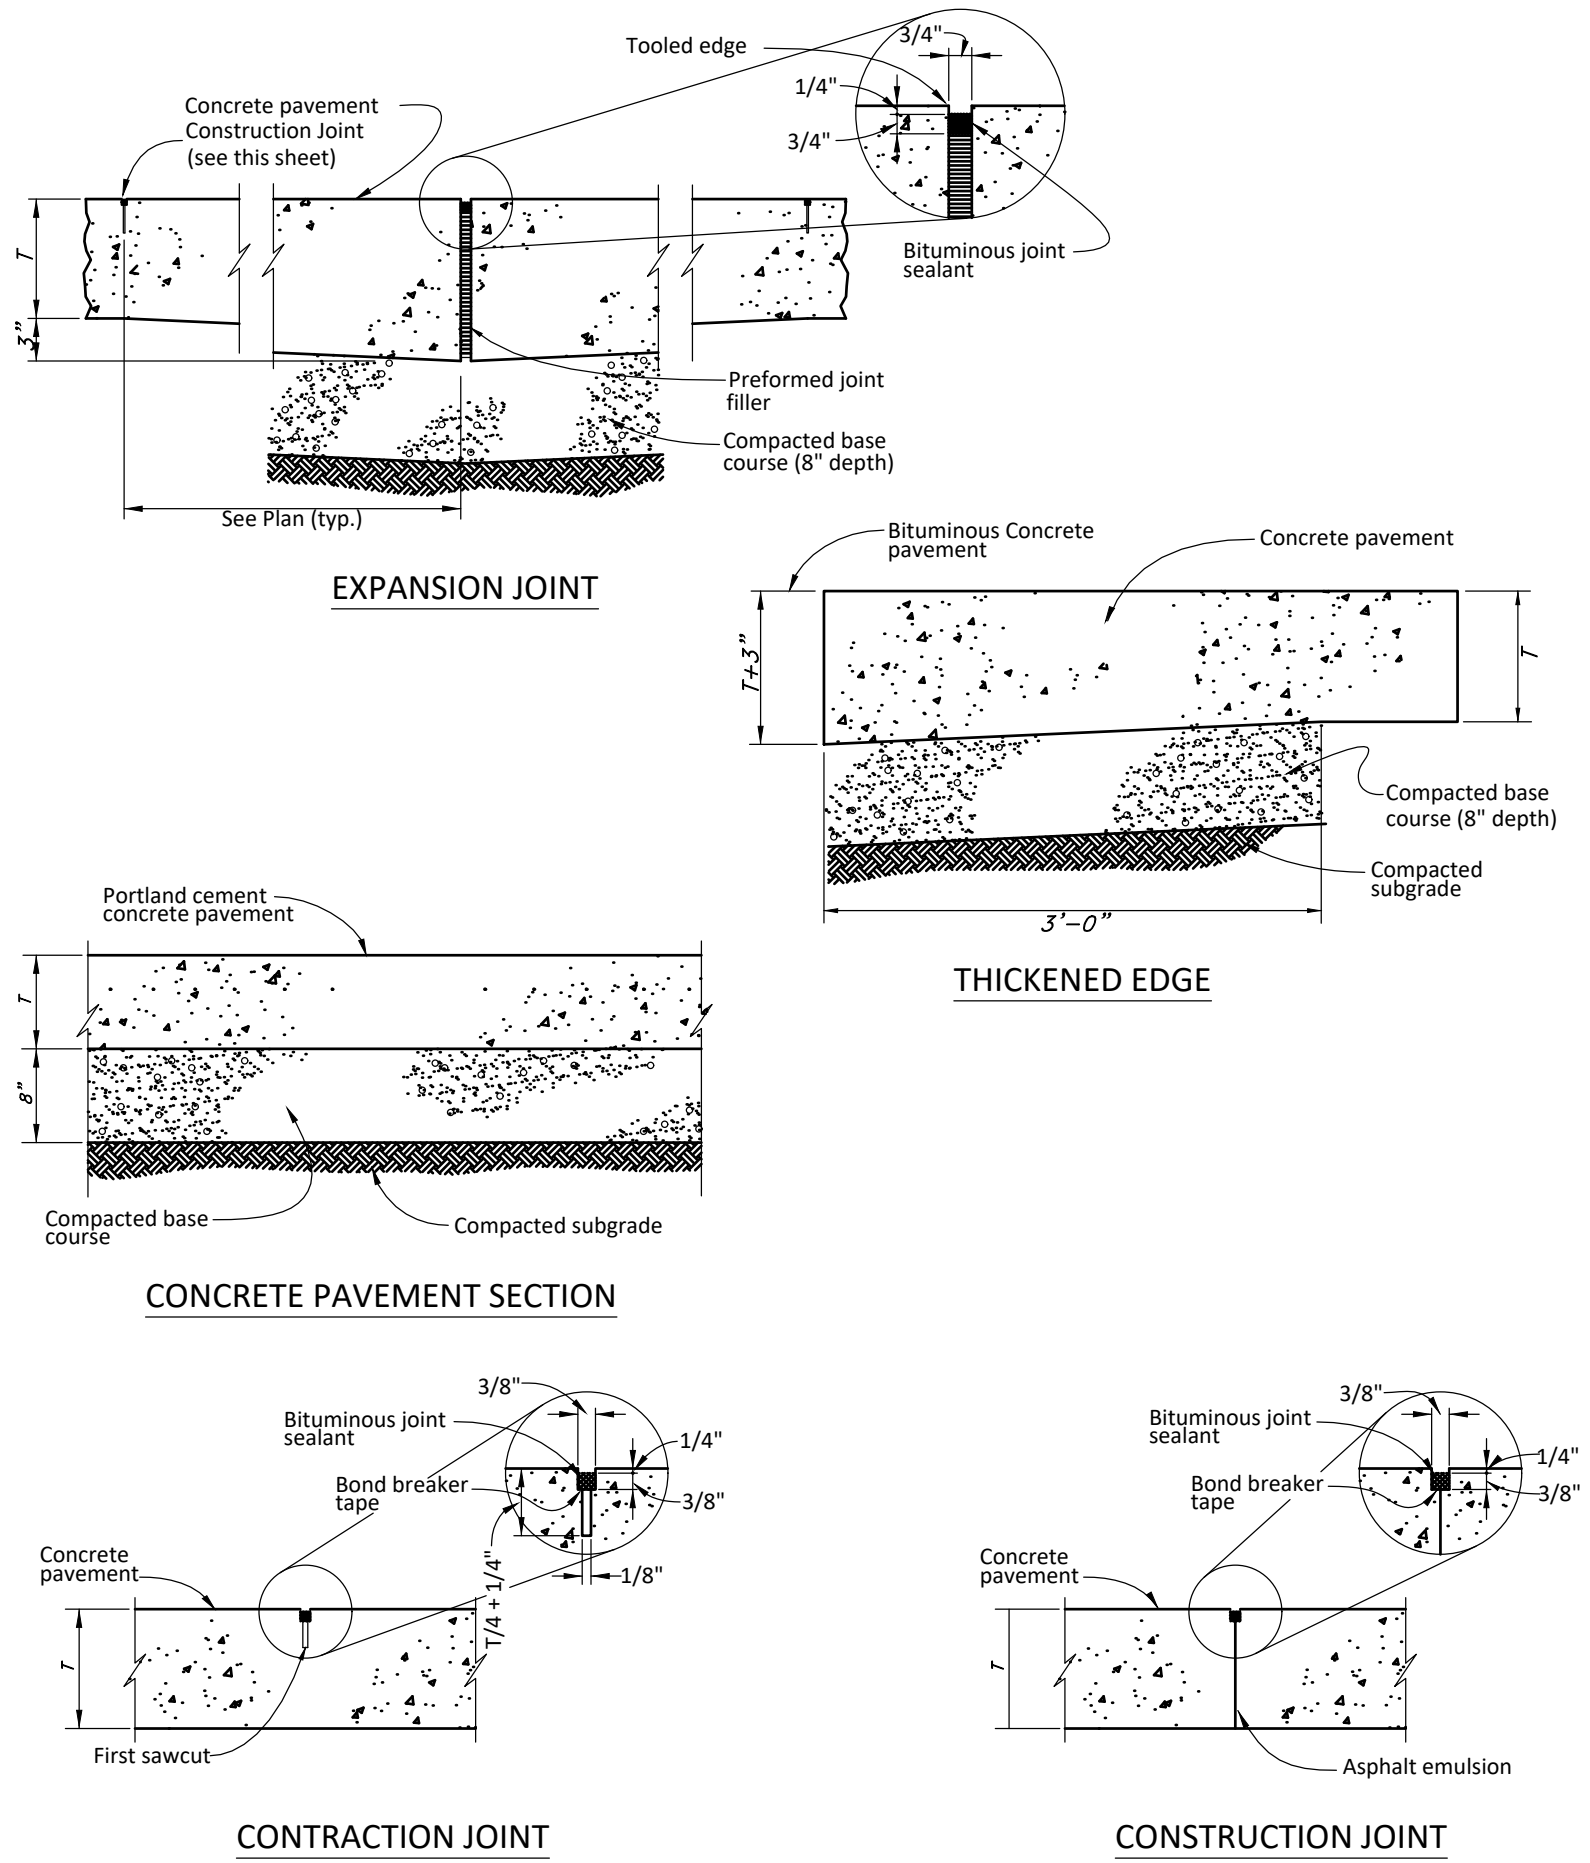 Tooled edge
3/4"
1/4"
3/4"
Concrete pavement
Construction Joint
(see this sheet)
Bituminous joint
sealant
T
3”
Preformed joint
filler
Compacted base
course (8" depth)
See Plan (typ.)
EXPANSION JOINT
Bituminous Concrete
pavement
Concrete pavement
T+3”
T
Compacted base
course (8" depth)
Compacted
subgrade
3’–0”
THICKENED EDGE
Portland cement
concrete pavement
T
8”
Compacted base
course
Compacted subgrade
CONCRETE PAVEMENT SECTION
3/8"
Bituminous joint
sealant
1/4"
Bond breaker
tape
3/8"
1/8"
T/4 + 1/4"
Concrete
pavement
T
First sawcut
CONTRACTION JOINT
3/8"
Bituminous joint
sealant
1/4"
Bond breaker
tape
3/8"
Concrete
pavement
T
Asphalt emulsion
CONSTRUCTION JOINT